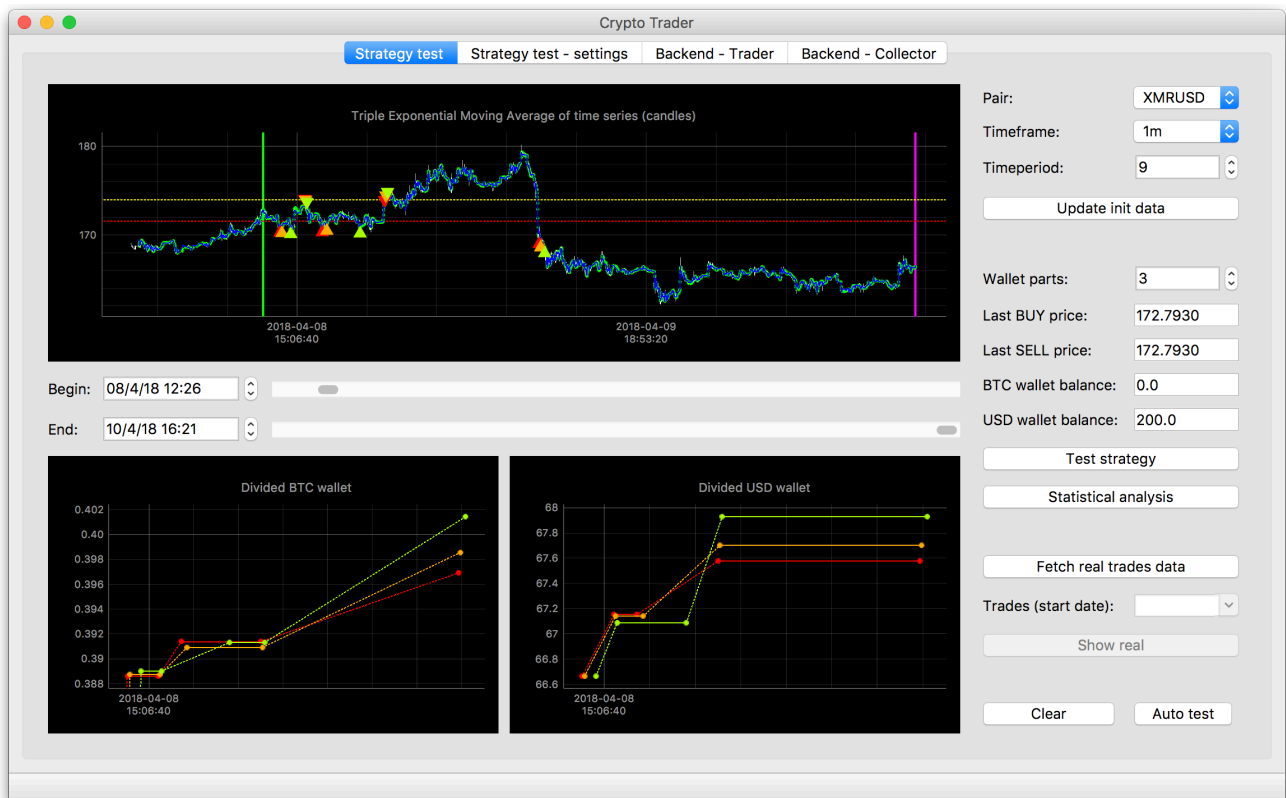 Crypto Trader
Strategy test
Strategy test - settings
Backend - Trader
Backend - Collector
Triple Exponential Moving Average of time series (candles)
180
170
2018-04-08
15:06:40
2018-04-09
18:53:20
Pair:
XMRUSD
Timeframe:
1m
Timeperiod:
9
Update init data
Wallet parts:
3
Last BUY price:
172.7930
Last SELL price:
172.7930
BTC wallet balance:
0.0
USD wallet balance:
200.0
Test strategy
Statistical analysis
Fetch real trades data
Trades (start date):
Show real
Clear
Auto test
Begin:
08/4/18 12:26
End:
10/4/18 16:21
Divided BTC wallet
0.402
0.40
0.398
0.396
0.394
0.392
0.39
0.388
2018-04-08
15:06:40
Divided USD wallet
68
67.8
67.6
67.4
67.2
67
66.8
66.6
2018-04-08
15:06:40